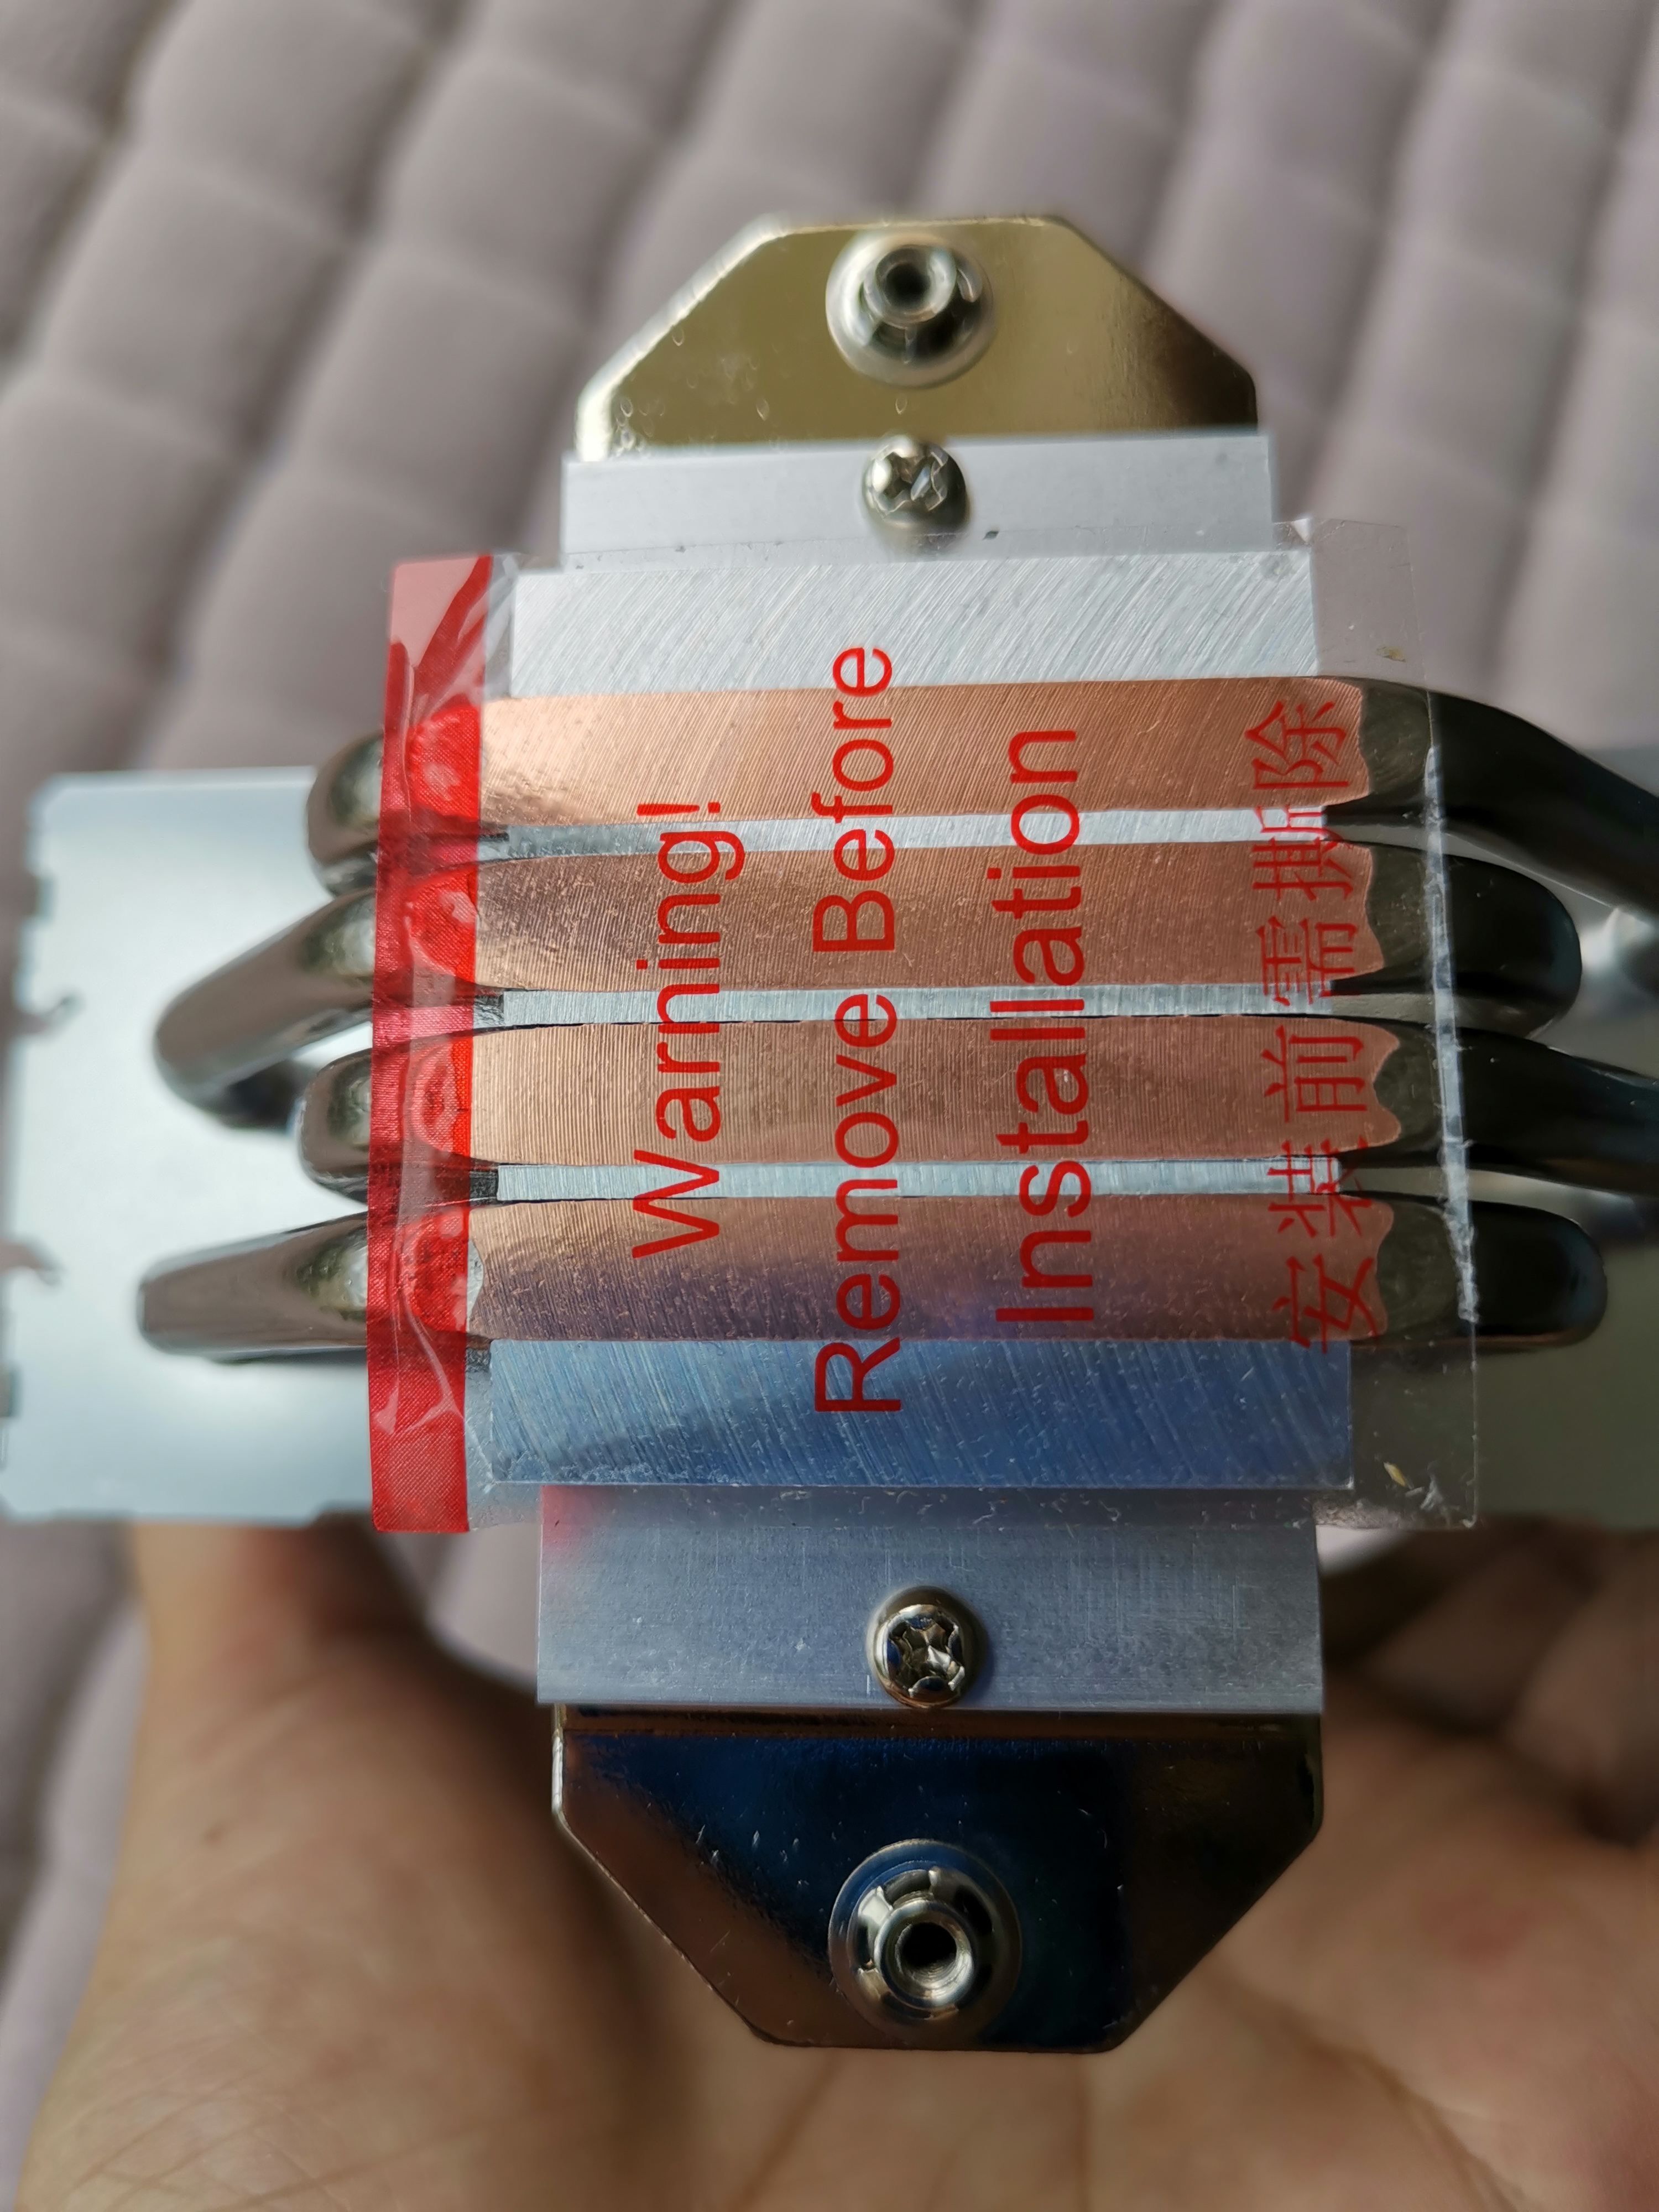 Warning!
Remove Before
Installation
安装前需撕除